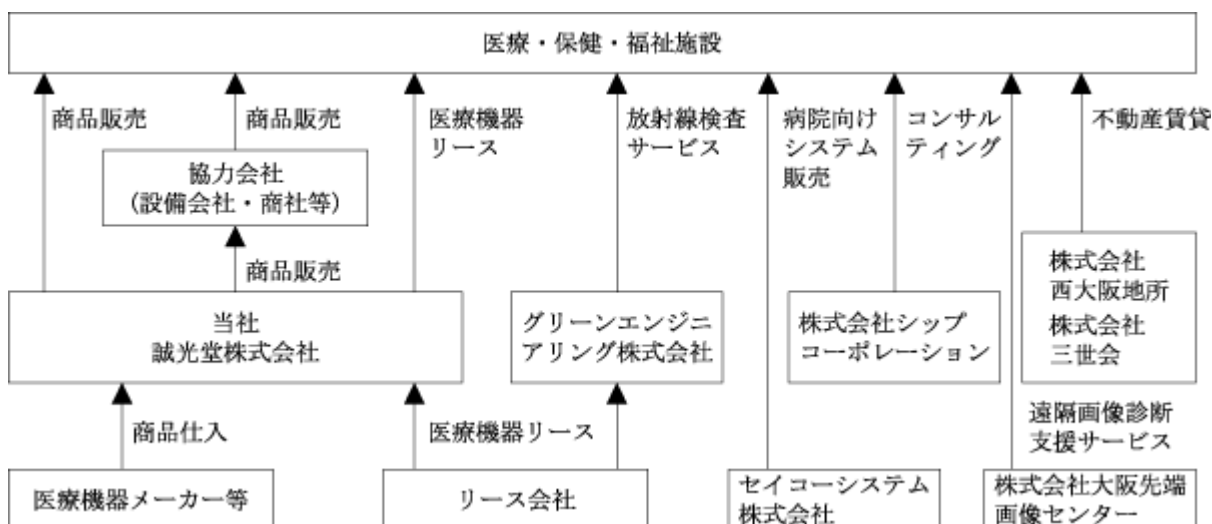 医療・保健・福祉施設
商品販売
商品販売
医療機器
リース
放射線検査
サービス
病院向け
システム
販売
コンサル
ティング
不動産賃貸
協力会社
(設備会社・商社等)
商品販売
株式会社
西大阪地所
株式会社
三世会
当社
誠光堂株式会社
グリーンエンジニ
アリング株式会社
株式会社シップ
コーポレーション
商品仕入
医療機器リース
遠隔画像診断
支援サービス
医療機器メーカー等
リース会社
セイコーシステム
株式会社
株式会社大阪先端
画像センター